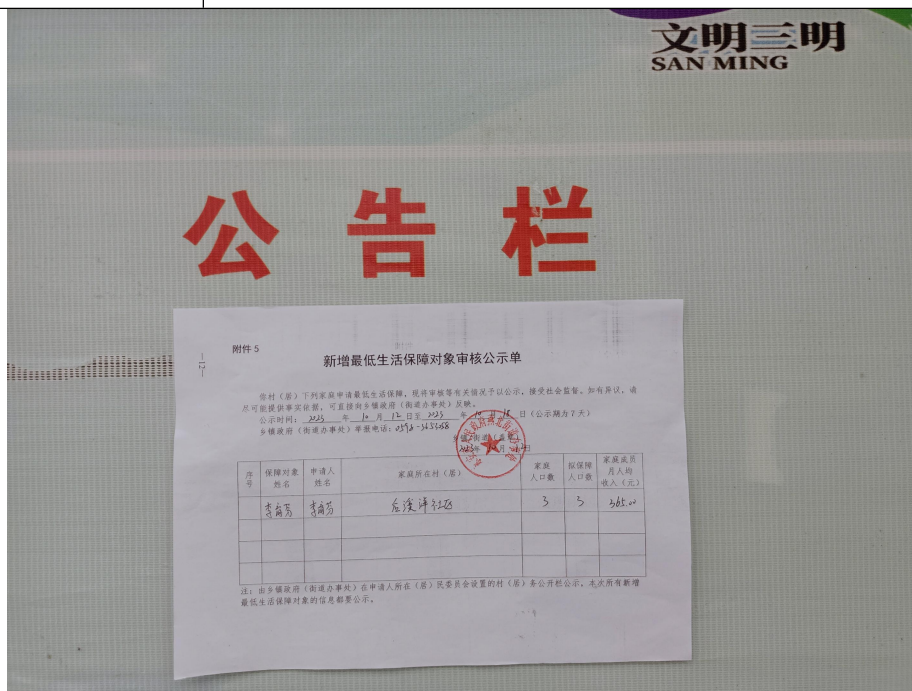 文明三明
SAN MING
公告栏
附件 5
新增最低生活保障对象审核公示单
你村（居）下列家庭申请最低生活保障，现将审核等有关情况予以公示，接受社会监督，如有异议，请
尽可能提供事实依据，可直接向乡镇政府（街道办事处）反映。
公示时间： 2023 年 10 月 12 日至 2023 年 10 月 18 日（公示期为7天）
乡镇政府（街道办事处）举报电话：
序号 保障对象姓名 申请人姓名 家庭所在村（居） 家庭人口数 拟保障人口数 家庭成员月人均收入（元）
后溪洋社区 3 3 365.00
注：由乡镇政府（街道办事处）在申请人所在（居）民委员会设置的村（居）务公开栏公示，本次所有新增
最低生活保障对象的信息都要公示。